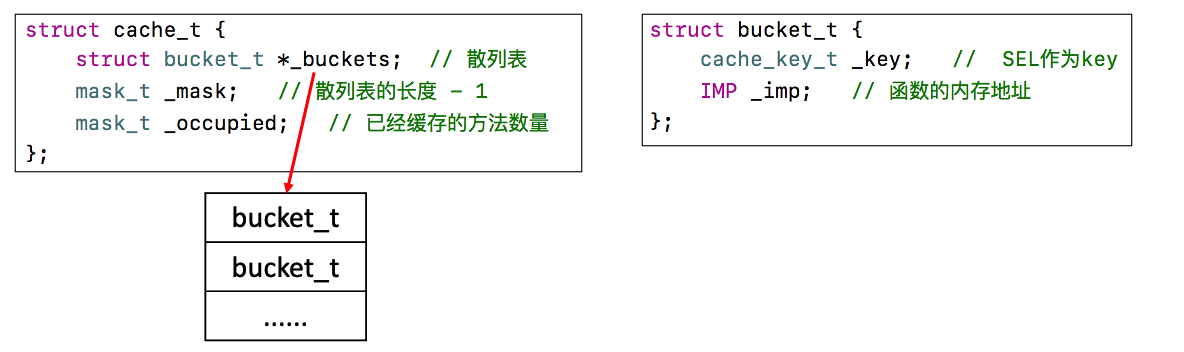 struct cache_t {
struct bucket_t *_buckets; // 散列表
mask_t _mask; // 散列表的长度 – 1
mask_t _occupied; // 已经缓存的方法数量
};
struct bucket_t {
cache_key_t _key; // SEL作为key
IMP _imp; // 函数的内存地址
};
bucket_t
bucket_t
......